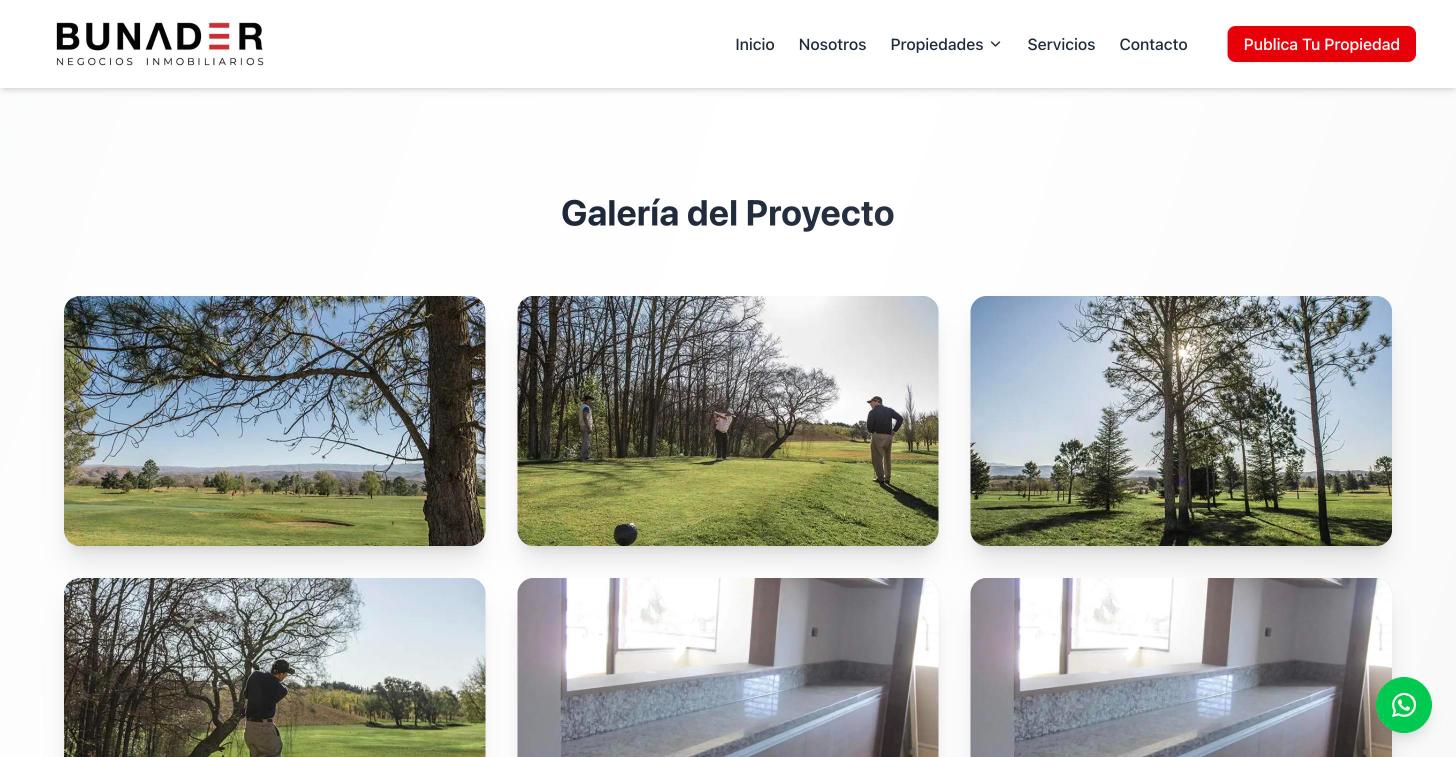 BUNADER
NEGOCIOS INMOBILIARIOS
Inicio
Nosotros
Propiedades
Servicios
Contacto
Publica Tu Propiedad
Galería del Proyecto